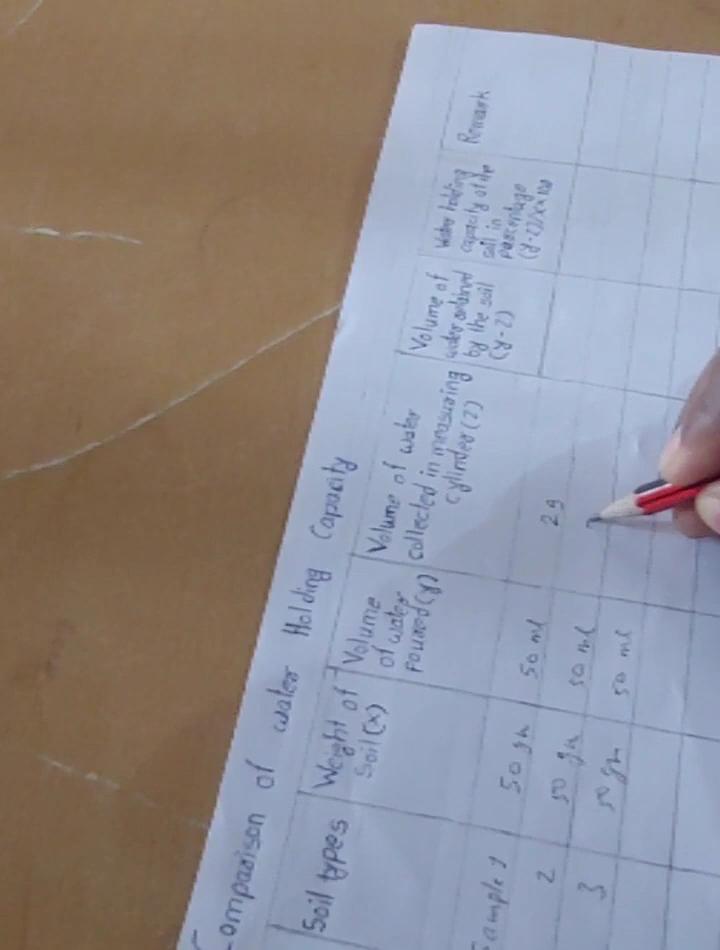 Comparison of water Holding Capacity
Soil types
Weight of
Soil (x)
Volume
of water
Poured (y)
Volume of water
collected in measuring
cylinder (z)
Volume of
water retained
by the soil
(y-z)
Water holding
capacity of the
soil in
percentage
(y-z)/x × 100
Remark
Sample 1 50 gm 50 ml 29
2 50 gm 50 ml
3 50 gm 50 ml